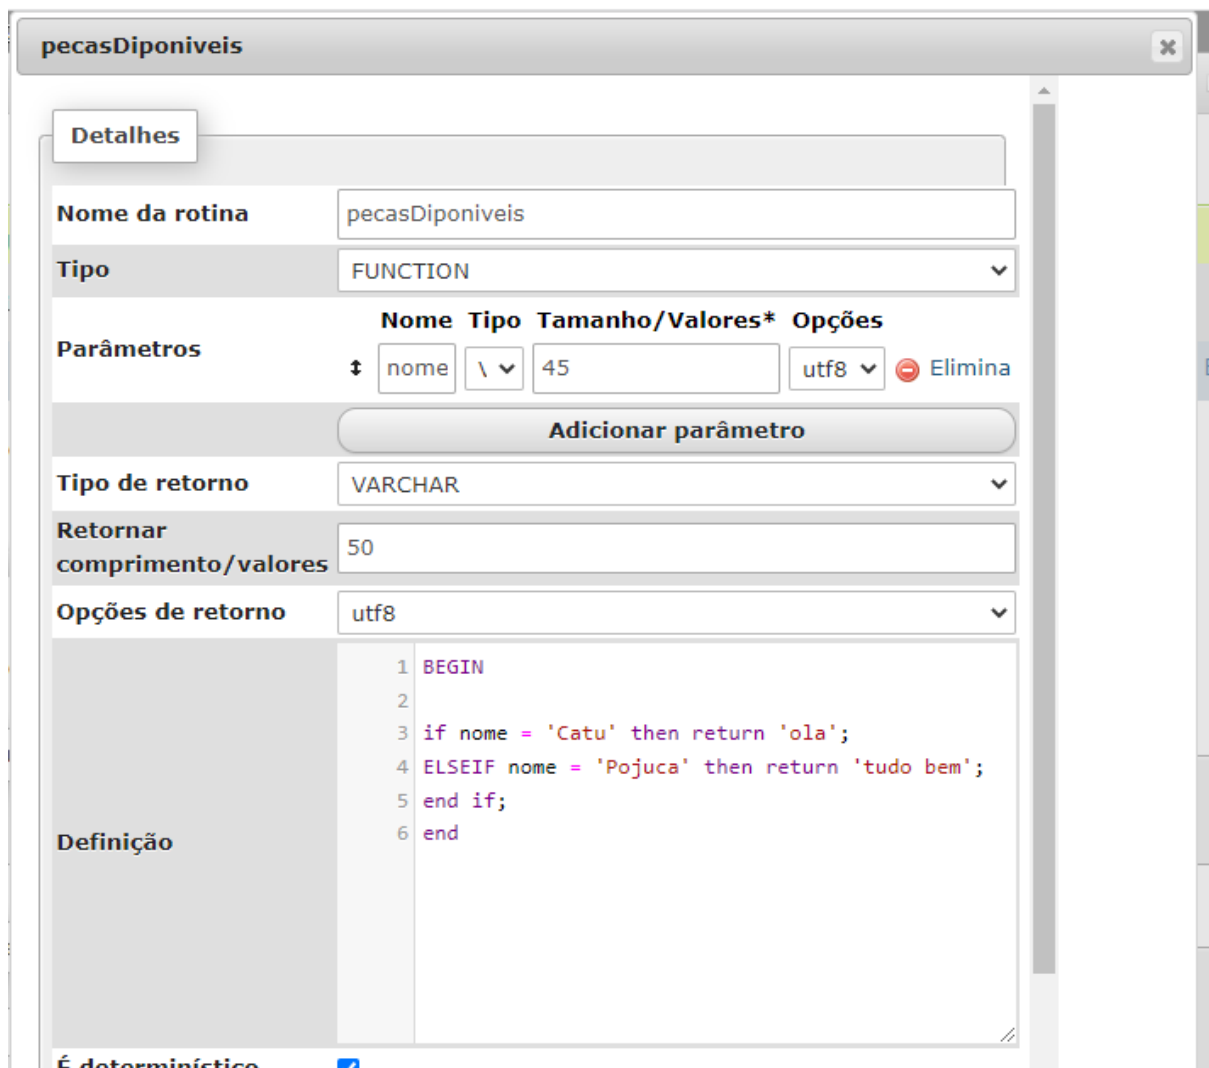 pecasDiponiveis
Detalhes
Nome da rotina pecasDiponiveis
Tipo FUNCTION
Nome Tipo Tamanho/Valores* Opções
Parâmetros nome \ 45 utf8 Elimina
Adicionar parâmetro
Tipo de retorno VARCHAR
Retornar
comprimento/valores 50
Opções de retorno utf8
Definição
1 BEGIN
2
3 if nome = 'Catu' then return 'ola';
4 ELSEIF nome = 'Pojuca' then return 'tudo bem';
5 end if;
6 end
É determinístico